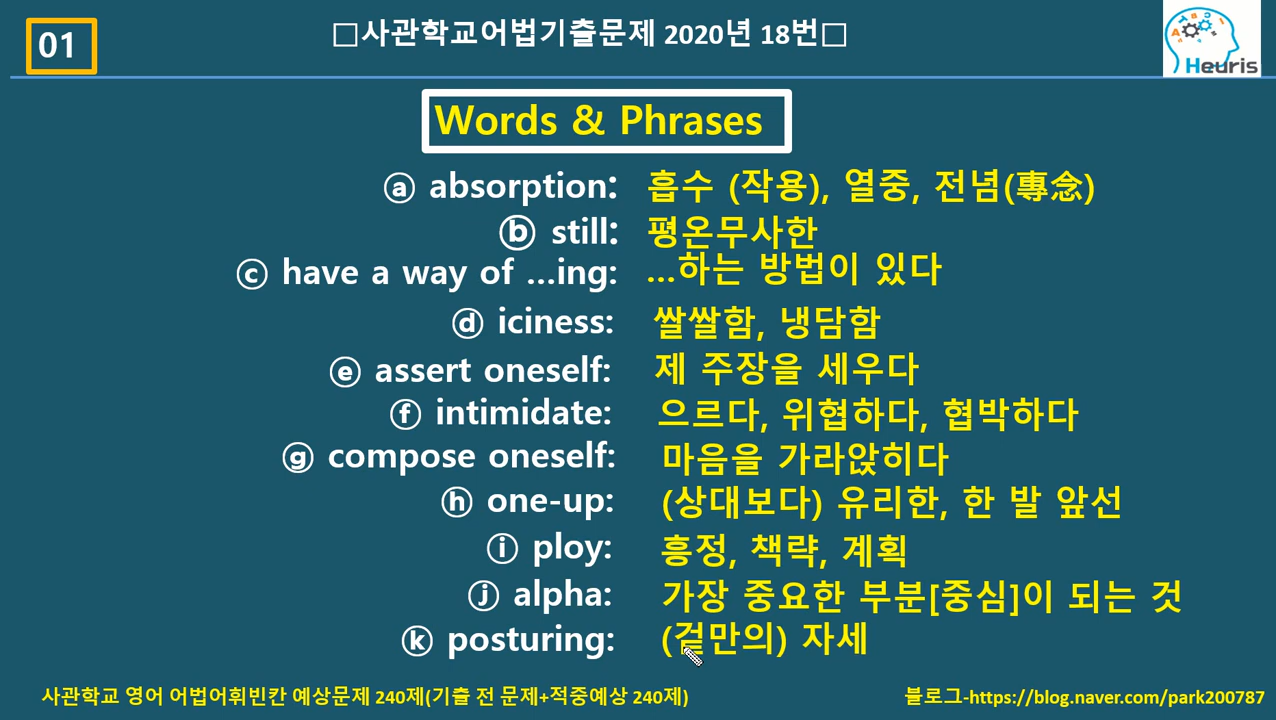 01
□사관학교어법기출문제 2020년 18번□
Heuris
Words & Phrases
ⓐ absorption: 흡수 (작용), 열중, 전념(專念)
ⓑ still: 평온무사한
ⓒ have a way of ...ing: ...하는 방법이 있다
ⓓ iciness: 쌀쌀함, 냉담함
ⓔ assert oneself: 제 주장을 세우다
ⓕ intimidate: 으르다, 위협하다, 협박하다
ⓖ compose oneself: 마음을 가라앉히다
ⓗ one-up: (상대보다) 유리한, 한 발 앞선
ⓘ ploy: 흥정, 책략, 계획
ⓙ alpha: 가장 중요한 부분[중심]이 되는 것
ⓚ posturing: (겉만의) 자세
사관학교 영어 어법어휘빈칸 예상문제 240제(기출 전 문제+적중예상 240제)
블로그-https://blog.naver.com/park200787